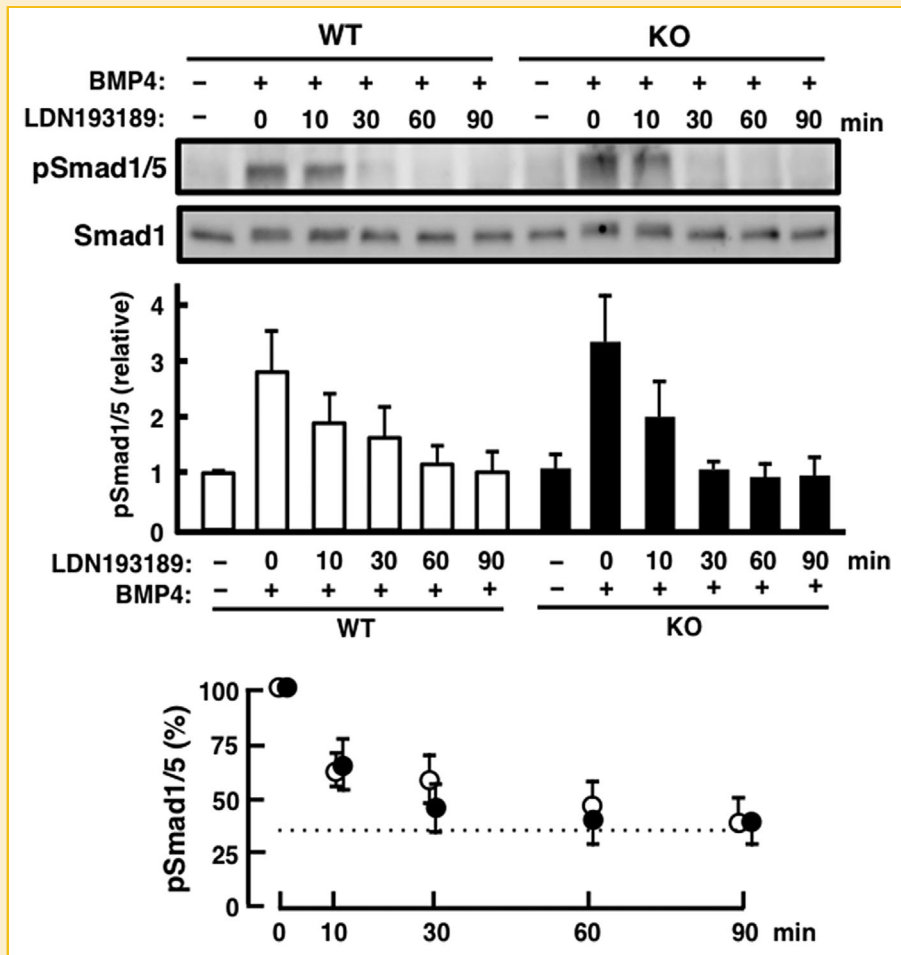 WT KO
BMP4: – + + + + + – + + + + +
LDN193189: – 0 10 30 60 90 – 0 10 30 60 90 min
pSmad1/5
Smad1
pSmad1/5 (relative)
4
3
2
1
0
LDN193189: – 0 10 30 60 90 – 0 10 30 60 90 min
BMP4: – + + + + + – + + + + +
WT KO
pSmad1/5 (%)
100
75
50
25
0
0 10 30 60 90 min